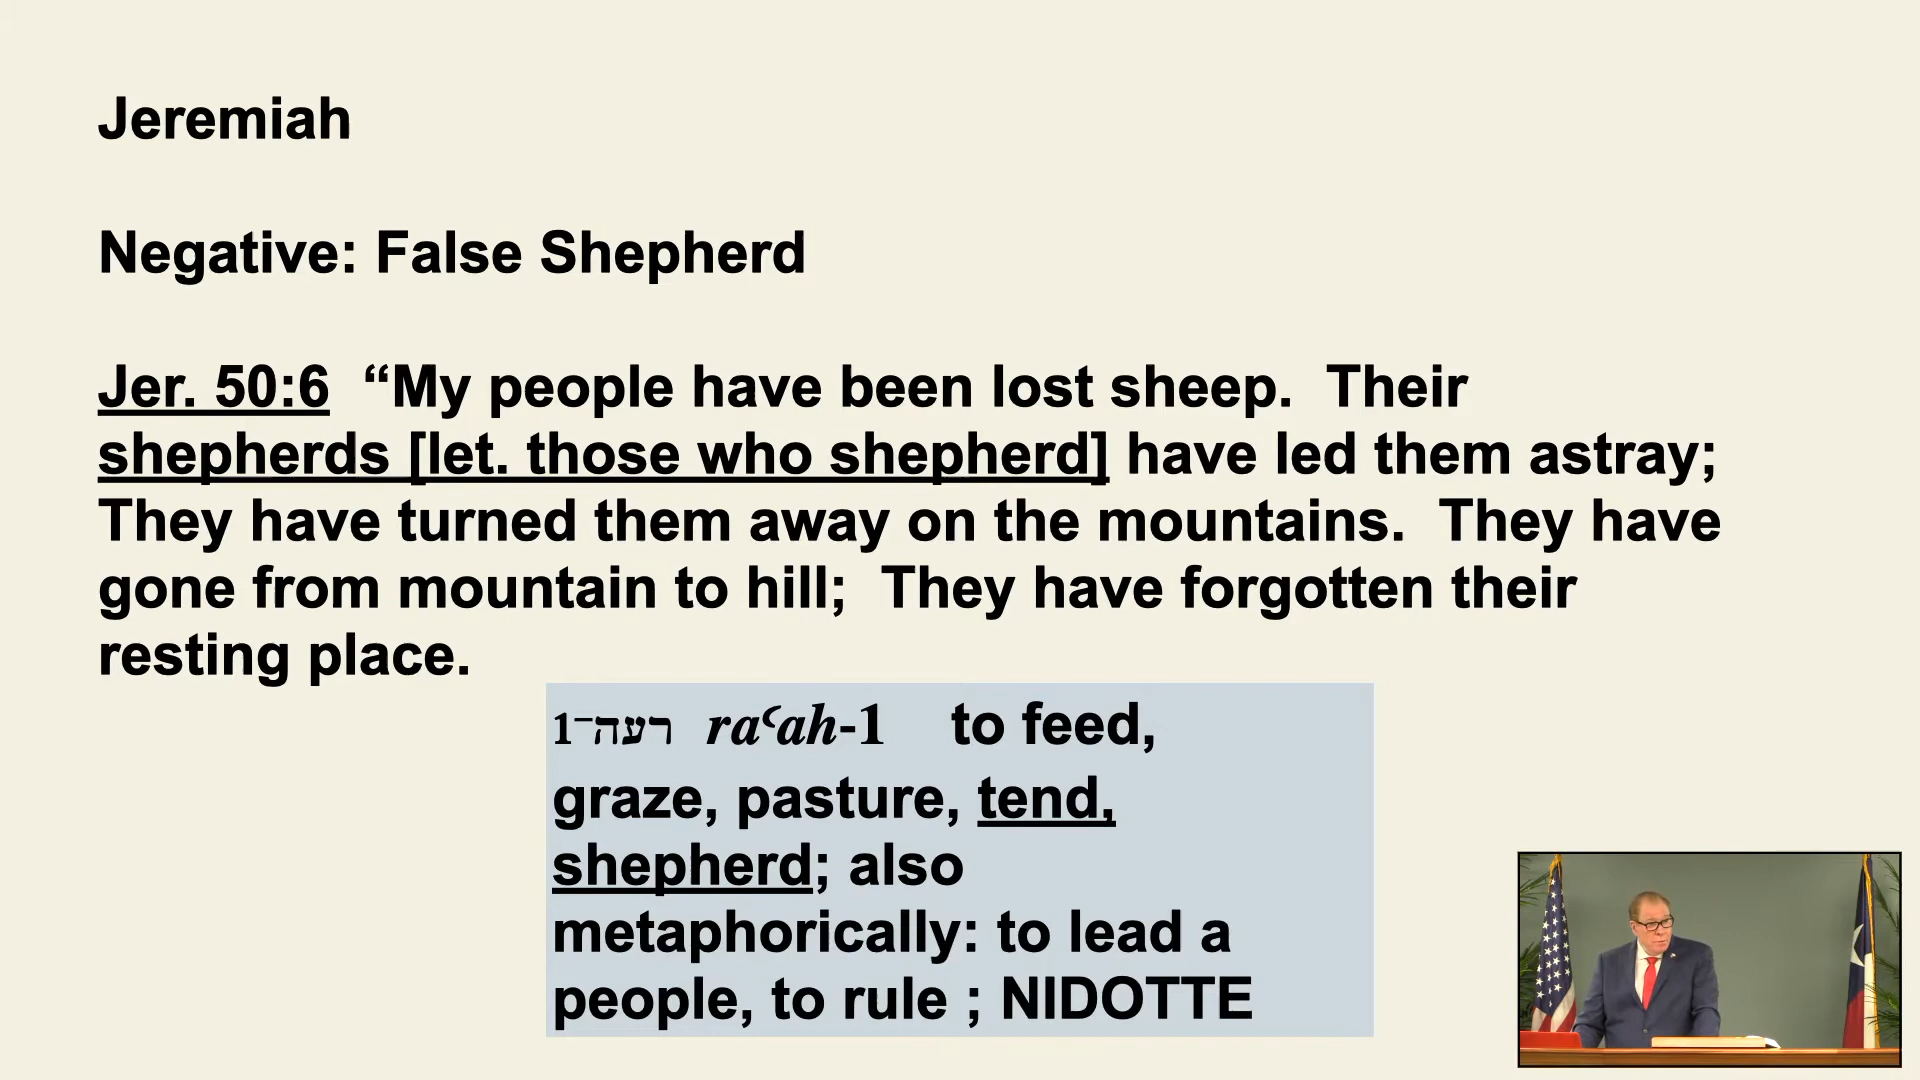 Jeremiah
Negative: False Shepherd
Jer. 50:6  “My people have been lost sheep.  Their
shepherds [let. those who shepherd] have led them astray;
They have turned them away on the mountains.  They have
gone from mountain to hill;  They have forgotten their
resting place.
רעה־1 raʿah-1 to feed,
graze, pasture, tend,
shepherd; also
metaphorically: to lead a
people, to rule ; NIDOTTE